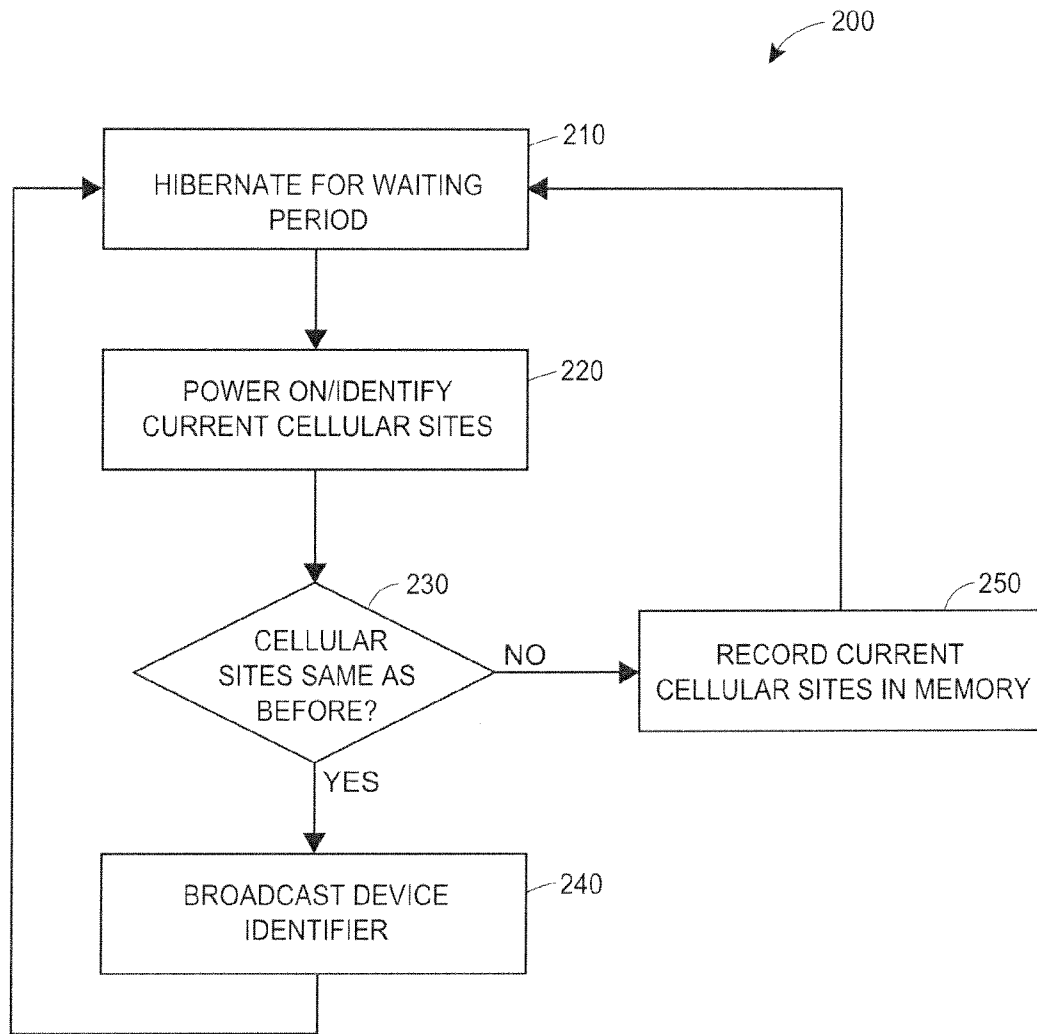 200
210
HIBERNATE FOR WAITING
PERIOD
220
POWER ON/IDENTIFY
CURRENT CELLULAR SITES
230
CELLULAR
SITES SAME AS
BEFORE?
NO
250
RECORD CURRENT
CELLULAR SITES IN MEMORY
YES
240
BROADCAST DEVICE
IDENTIFIER